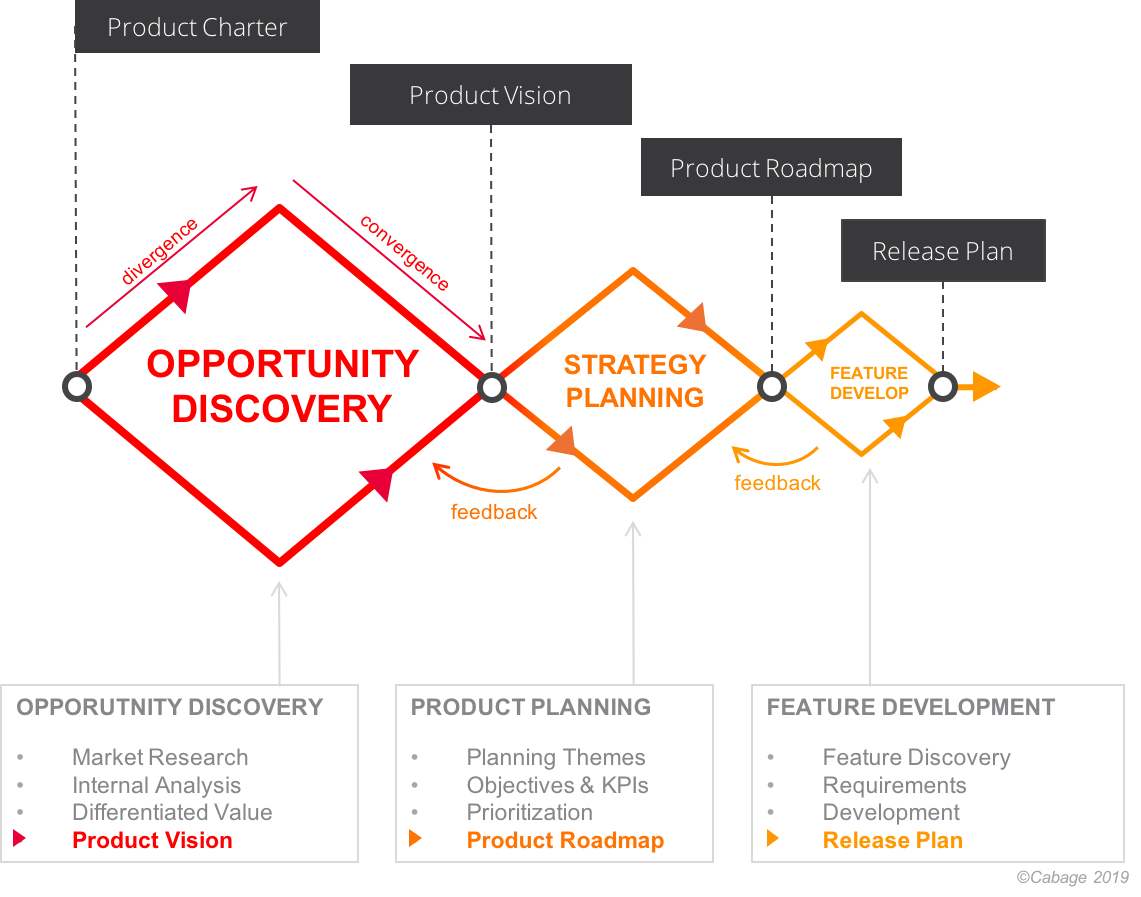 Product Charter
Product Vision
Product Roadmap
Release Plan
divergence
convergence
OPPORTUNITY
DISCOVERY
STRATEGY
PLANNING
FEATURE
DEVELOP
feedback
feedback
OPPORUTNITY DISCOVERY
• Market Research
• Internal Analysis
• Differentiated Value
Product Vision
PRODUCT PLANNING
• Planning Themes
• Objectives & KPIs
• Prioritization
Product Roadmap
FEATURE DEVELOPMENT
• Feature Discovery
• Requirements
• Development
Release Plan
©Cabage 2019